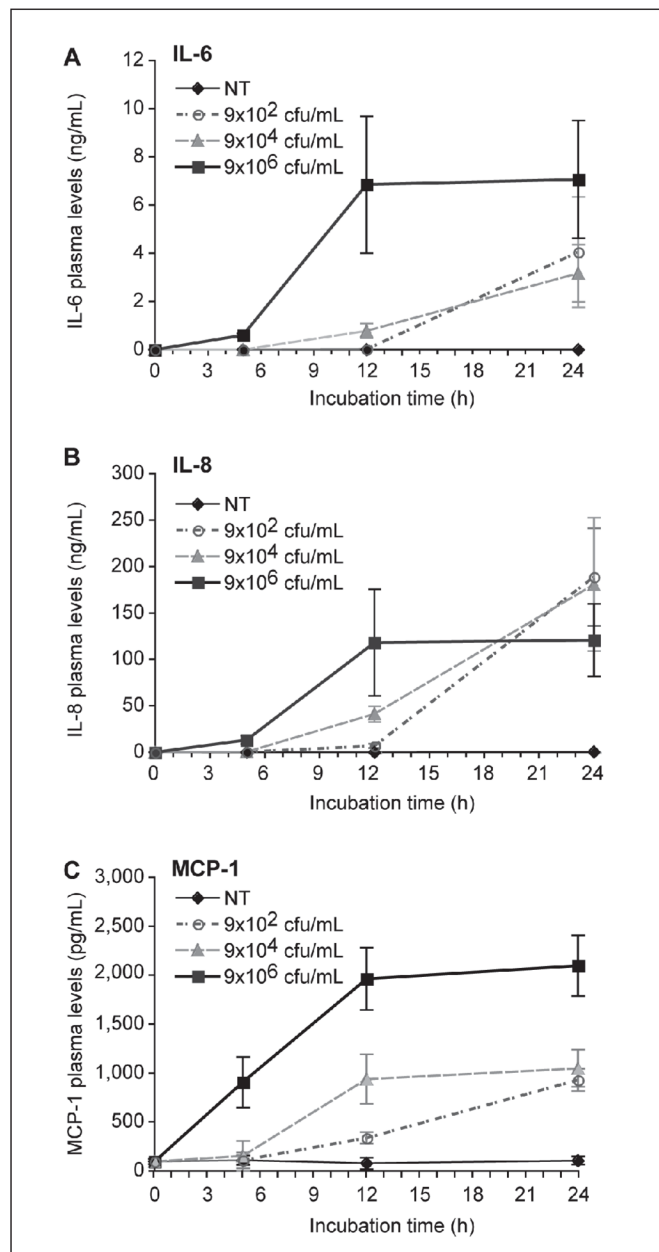 A IL-6
12
10
8
6
4
2
0
IL-6 plasma levels (ng/mL)
NT
9x10² cfu/mL
9x10⁴ cfu/mL
9x10⁶ cfu/mL
0 3 6 9 12 15 18 21 24
Incubation time (h)
B IL-8
300
250
200
150
100
50
0
IL-8 plasma levels (ng/mL)
NT
9x10² cfu/mL
9x10⁴ cfu/mL
9x10⁶ cfu/mL
0 3 6 9 12 15 18 21 24
Incubation time (h)
C MCP-1
3,000
2,500
2,000
1,500
1,000
500
0
MCP-1 plasma levels (pg/mL)
NT
9x10² cfu/mL
9x10⁴ cfu/mL
9x10⁶ cfu/mL
0 3 6 9 12 15 18 21 24
Incubation time (h)